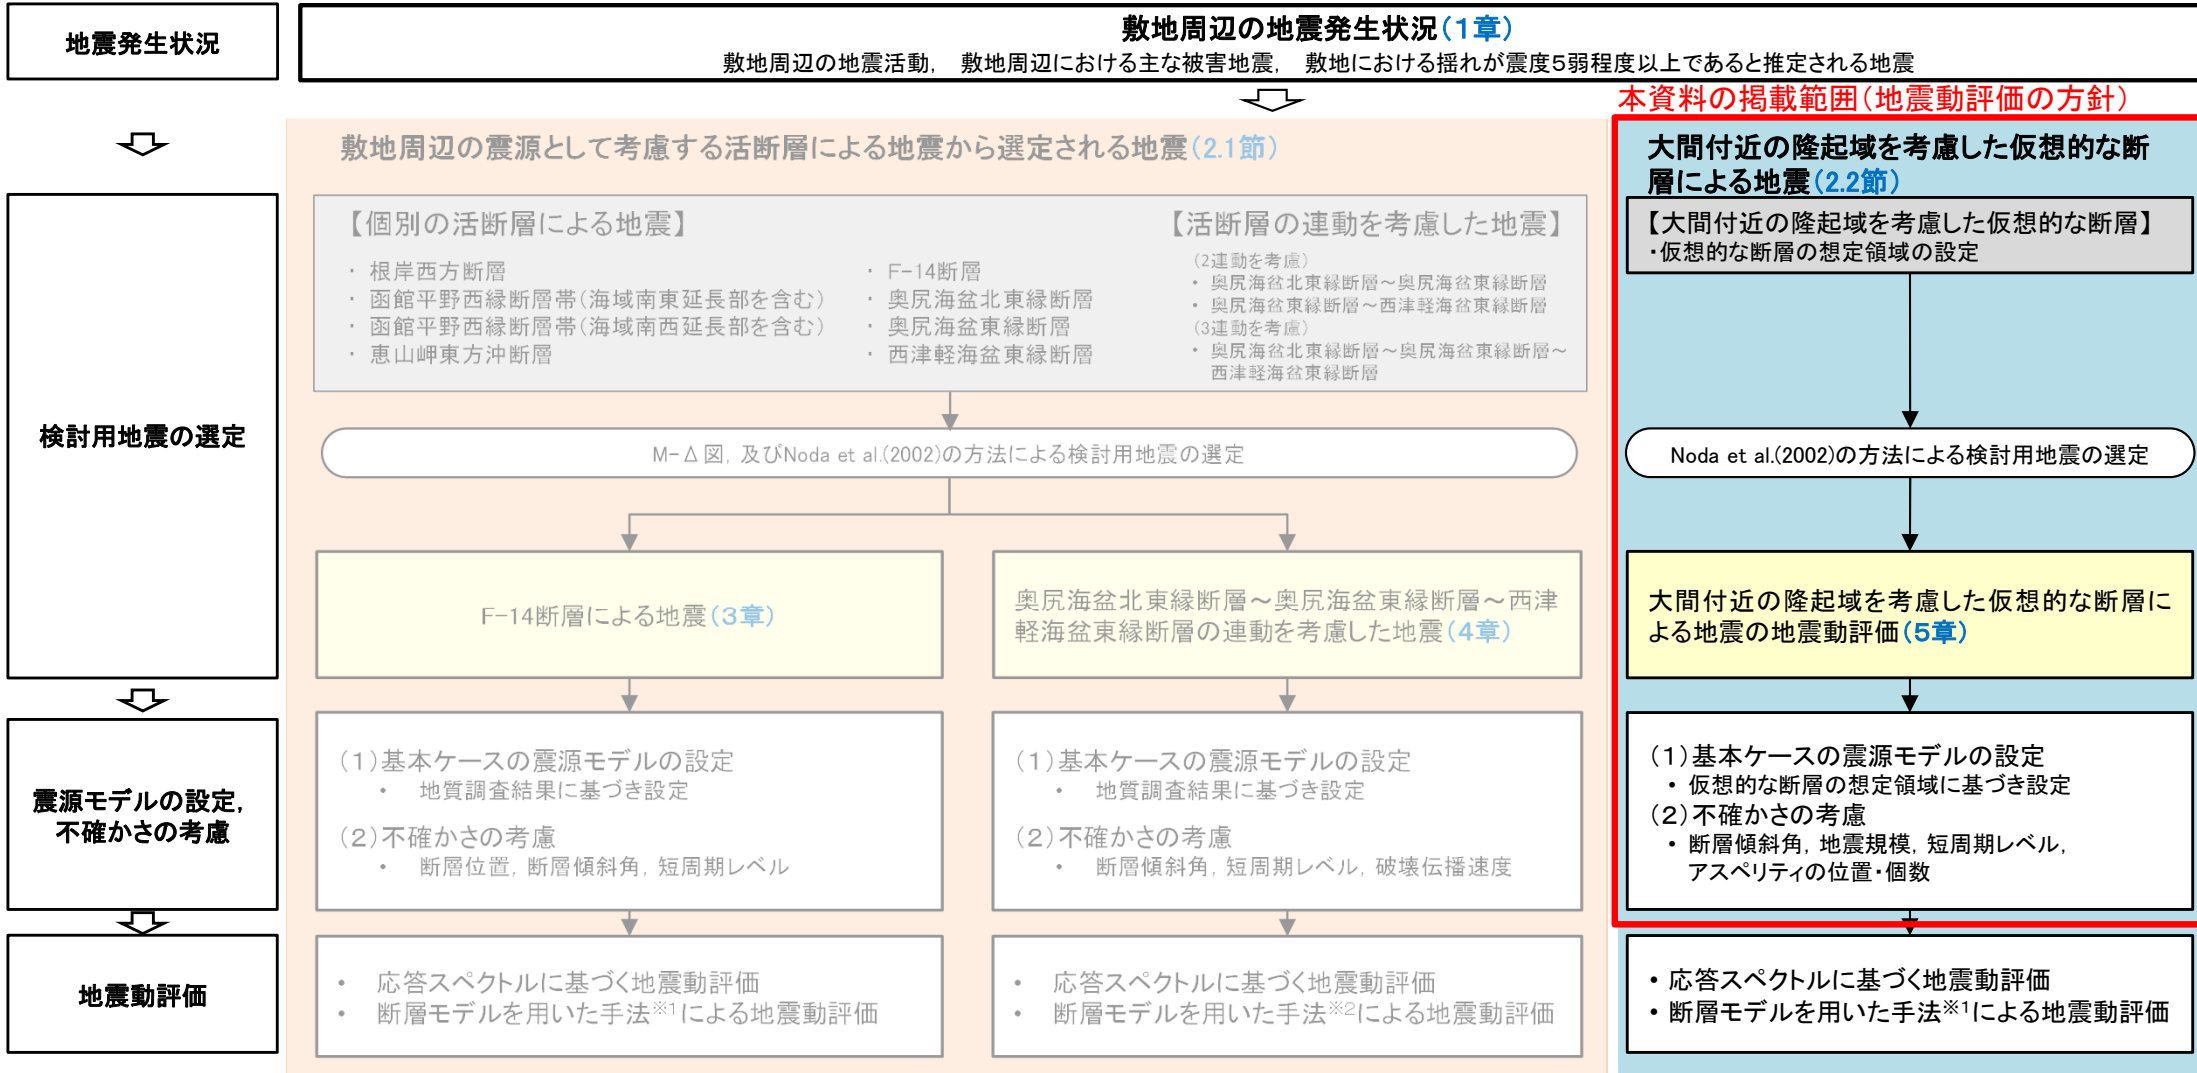 地震発生状況
敷地周辺の地震発生状況(1章)
敷地周辺の地震活動, 敷地周辺における主な被害地震, 敷地における揺れが震度5弱程度以上であると推定される地震
本資料の掲載範囲(地震動評価の方針)
検討用地震の選定
敷地周辺の震源として考慮する活断層による地震から選定される地震(2.1節)
【個別の活断層による地震】
・ 根岸西方断層
・ 函館平野西縁断層帯(海域南東延長部を含む)
・ 函館平野西縁断層帯(海域南西延長部を含む)
・ 恵山岬東方沖断層
・ F-14断層
・ 奥尻海盆北東縁断層
・ 奥尻海盆東縁断層
・ 西津軽海盆東縁断層
【活断層の連動を考慮した地震】
(2連動を考慮)
・ 奥尻海盆北東縁断層～奥尻海盆東縁断層
・ 奥尻海盆東縁断層～西津軽海盆東縁断層
(3連動を考慮)
・ 奥尻海盆北東縁断層～奥尻海盆東縁断層～
西津軽海盆東縁断層
M-Δ図, 及びNoda et al.(2002)の方法による検討用地震の選定
F-14断層による地震(3章)
奥尻海盆北東縁断層～奥尻海盆東縁断層～西津
軽海盆東縁断層の連動を考慮した地震(4章)
大間付近の隆起域を考慮した仮想的な断
層による地震(2.2節)
【大間付近の隆起域を考慮した仮想的な断層】
・仮想的な断層の想定領域の設定
Noda et al.(2002)の方法による検討用地震の選定
大間付近の隆起域を考慮した仮想的な断層に
よる地震の地震動評価(5章)
震源モデルの設定,
不確かさの考慮
(1)基本ケースの震源モデルの設定
・ 地質調査結果に基づき設定
(2)不確かさの考慮
・ 断層位置, 断層傾斜角, 短周期レベル
(1)基本ケースの震源モデルの設定
・ 地質調査結果に基づき設定
(2)不確かさの考慮
・ 断層傾斜角, 短周期レベル, 破壊伝播速度
(1)基本ケースの震源モデルの設定
・ 仮想的な断層の想定領域に基づき設定
(2)不確かさの考慮
・ 断層傾斜角, 地震規模, 短周期レベル,
アスペリティの位置・個数
地震動評価
・ 応答スペクトルに基づく地震動評価
・ 断層モデルを用いた手法※1による地震動評価
・ 応答スペクトルに基づく地震動評価
・ 断層モデルを用いた手法※2による地震動評価
・ 応答スペクトルに基づく地震動評価
・ 断層モデルを用いた手法※1による地震動評価